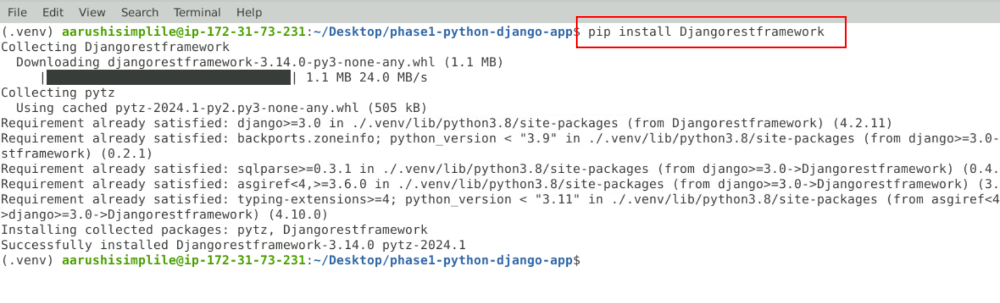 File Edit View Search Terminal Help
(.venv) aarushisimplile@ip-172-31-73-231:~/Desktop/phase1-python-django-app$ pip install Djangorestframework
Collecting Djangorestframework
  Downloading djangorestframework-3.14.0-py3-none-any.whl (1.1 MB)
     |████████████████████████████████| 1.1 MB 24.0 MB/s
Collecting pytz
  Using cached pytz-2024.1-py2.py3-none-any.whl (505 kB)
Requirement already satisfied: django>=3.0 in ./.venv/lib/python3.8/site-packages (from Djangorestframework) (4.2.11)
Requirement already satisfied: backports.zoneinfo; python_version < "3.9" in ./.venv/lib/python3.8/site-packages (from django>=3.0-
stframework) (0.2.1)
Requirement already satisfied: sqlparse>=0.3.1 in ./.venv/lib/python3.8/site-packages (from django>=3.0->Djangorestframework) (0.4.
Requirement already satisfied: asgiref<4,>=3.6.0 in ./.venv/lib/python3.8/site-packages (from django>=3.0->Djangorestframework) (3.
Requirement already satisfied: typing-extensions>=4; python_version < "3.11" in ./.venv/lib/python3.8/site-packages (from asgiref<4
>django>=3.0->Djangorestframework) (4.10.0)
Installing collected packages: pytz, Djangorestframework
Successfully installed Djangorestframework-3.14.0 pytz-2024.1
(.venv) aarushisimplile@ip-172-31-73-231:~/Desktop/phase1-python-django-app$